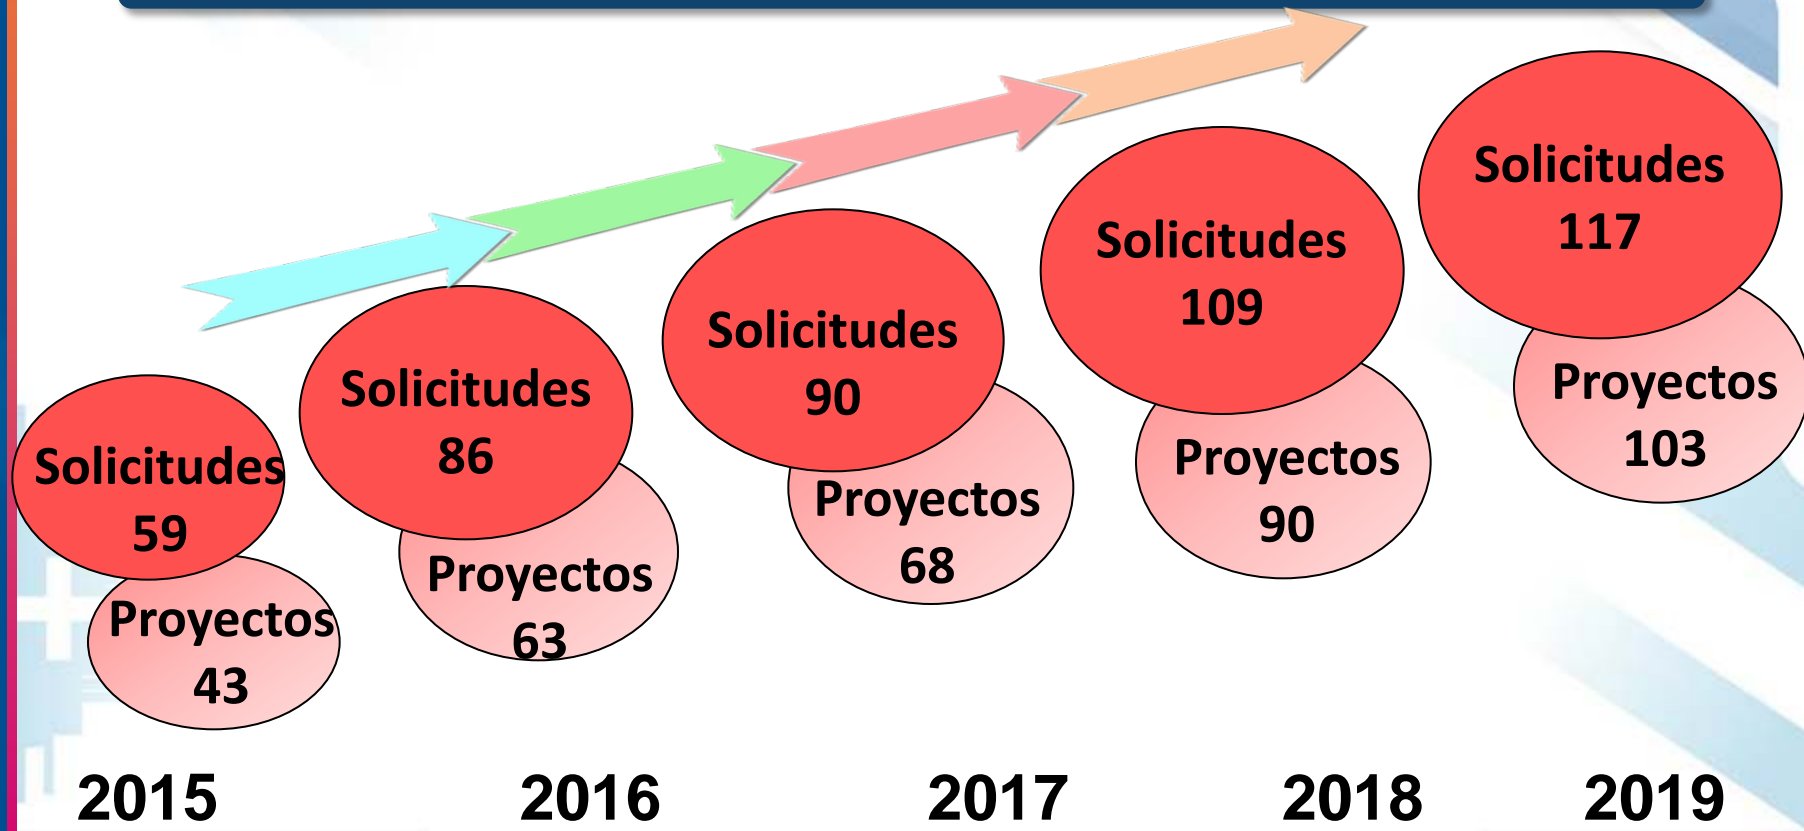 Solicitudes
59
Proyectos
43
Solicitudes
86
Proyectos
63
Solicitudes
90
Proyectos
68
Solicitudes
109
Proyectos
90
Solicitudes
117
Proyectos
103
2015
2016
2017
2018
2019